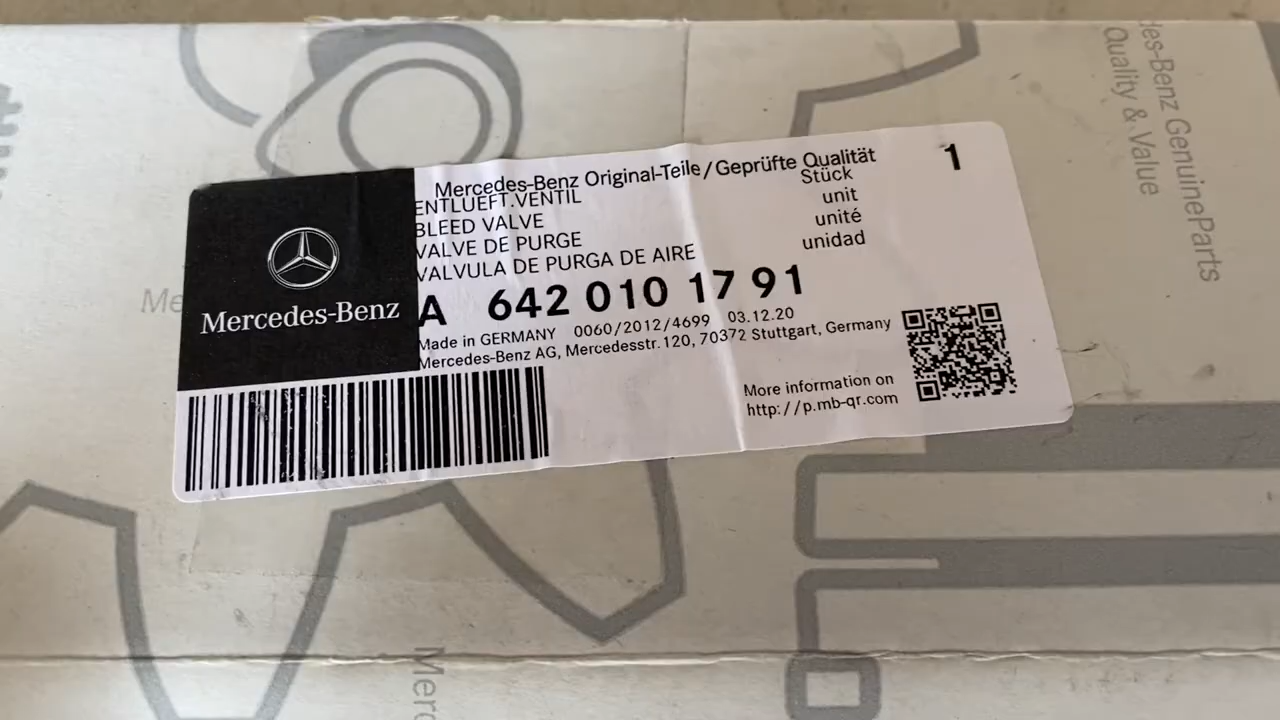 des-Benz GenuineParts
Quality & Value
Mercedes-Benz Original-Teile/Geprüfte Qualität 1
ENTLUEFT.VENTIL Stück
BLEED VALVE unit
VALVE DE PURGE unité
VALVULA DE PURGA DE AIRE unidad
Me
Mercedes-Benz
A 642 010 17 91
Made in GERMANY 0060/2012/4699 03.12.20
Mercedes-Benz AG, Mercedesstr. 120, 70372 Stuttgart, Germany
More information on
http://p.mb-qr.com
Merc